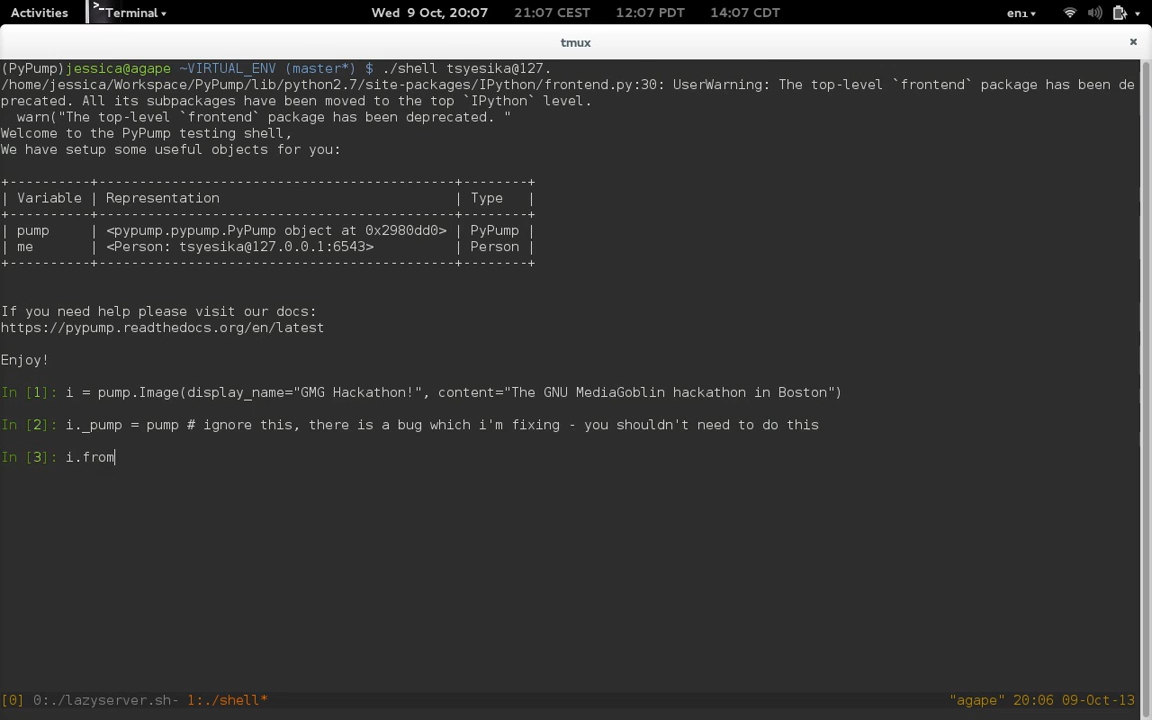 Activities Terminal Wed 9 Oct, 20:07 21:07 CEST 12:07 PDT 14:07 CDT en₁
tmux ×
(PyPump)jessica@agape ~VIRTUAL_ENV (master*) $ ./shell tsyesika@127.
/home/jessica/Workspace/PyPump/lib/python2.7/site-packages/IPython/frontend.py:30: UserWarning: The top-level `frontend` package has been de
precated. All its subpackages have been moved to the top `IPython` level.
  warn("The top-level `frontend` package has been deprecated. "
Welcome to the PyPump testing shell,
We have setup some useful objects for you:
+----------+--------------------------------------------+--------+
| Variable | Representation                             | Type   |
+----------+--------------------------------------------+--------+
| pump     | <pypump.pypump.PyPump object at 0x2980dd0> | PyPump |
| me       | <Person: tsyesika@127.0.0.1:6543>          | Person |
+----------+--------------------------------------------+--------+
If you need help please visit our docs:
https://pypump.readthedocs.org/en/latest
Enjoy!
In [1]: i = pump.Image(display_name="GMG Hackathon!", content="The GNU MediaGoblin hackathon in Boston")
In [2]: i._pump = pump # ignore this, there is a bug which i'm fixing - you shouldn't need to do this
In [3]: i.from
[0] 0:./lazyserver.sh- 1:./shell* "agape" 20:06 09-Oct-13